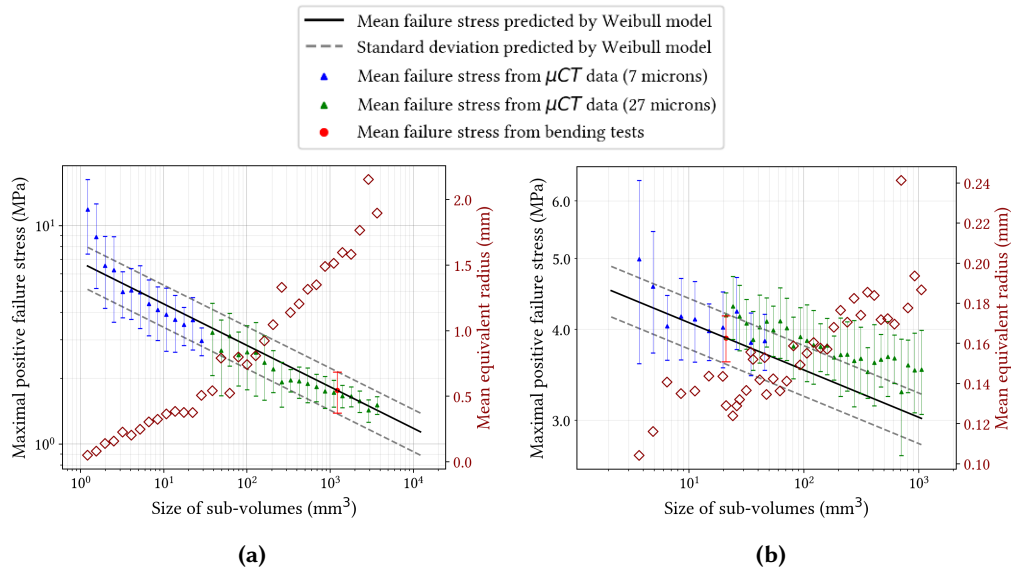 Mean failure stress predicted by Weibull model
Standard deviation predicted by Weibull model
Mean failure stress from μCT data (7 microns)
Mean failure stress from μCT data (27 microns)
Mean failure stress from bending tests
Maximal positive failure stress (MPa)
10¹
10⁰
10⁰ 10¹ 10² 10³ 10⁴
Size of sub-volumes (mm³)
2.0
1.5
1.0
0.5
0.0
Mean equivalent radius (mm)
(a)
Maximal positive failure stress (MPa)
6.0
5.0
4.0
3.0
10¹ 10² 10³
Size of sub-volumes (mm³)
0.24
0.22
0.20
0.18
0.16
0.14
0.12
0.10
Mean equivalent radius (mm)
(b)